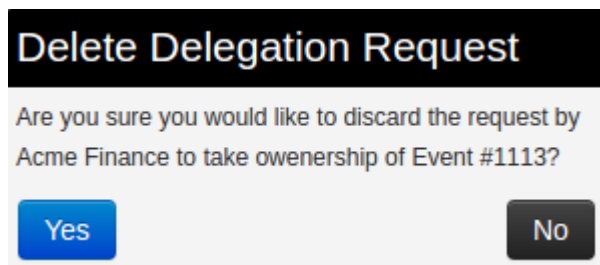 Delete Delegation Request
Are you sure you would like to discard the request by
Acme Finance to take owenership of Event #1113?
Yes
No